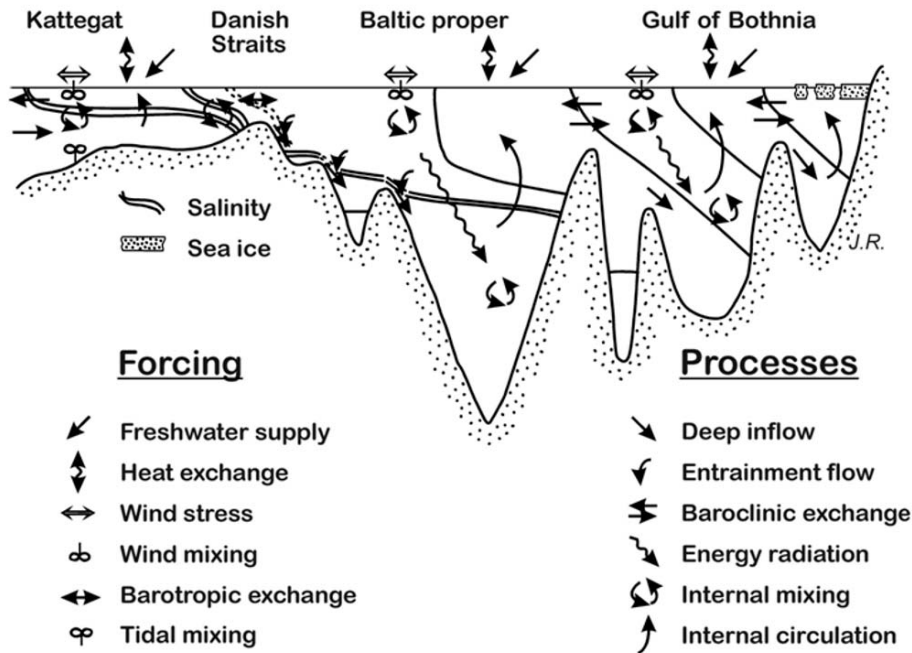 Kattegat
Danish
Straits
Baltic proper
Gulf of Bothnia
Salinity
Sea ice
J.R.
Forcing
Freshwater supply
Heat exchange
Wind stress
Wind mixing
Barotropic exchange
Tidal mixing
Processes
Deep inflow
Entrainment flow
Baroclinic exchange
Energy radiation
Internal mixing
Internal circulation